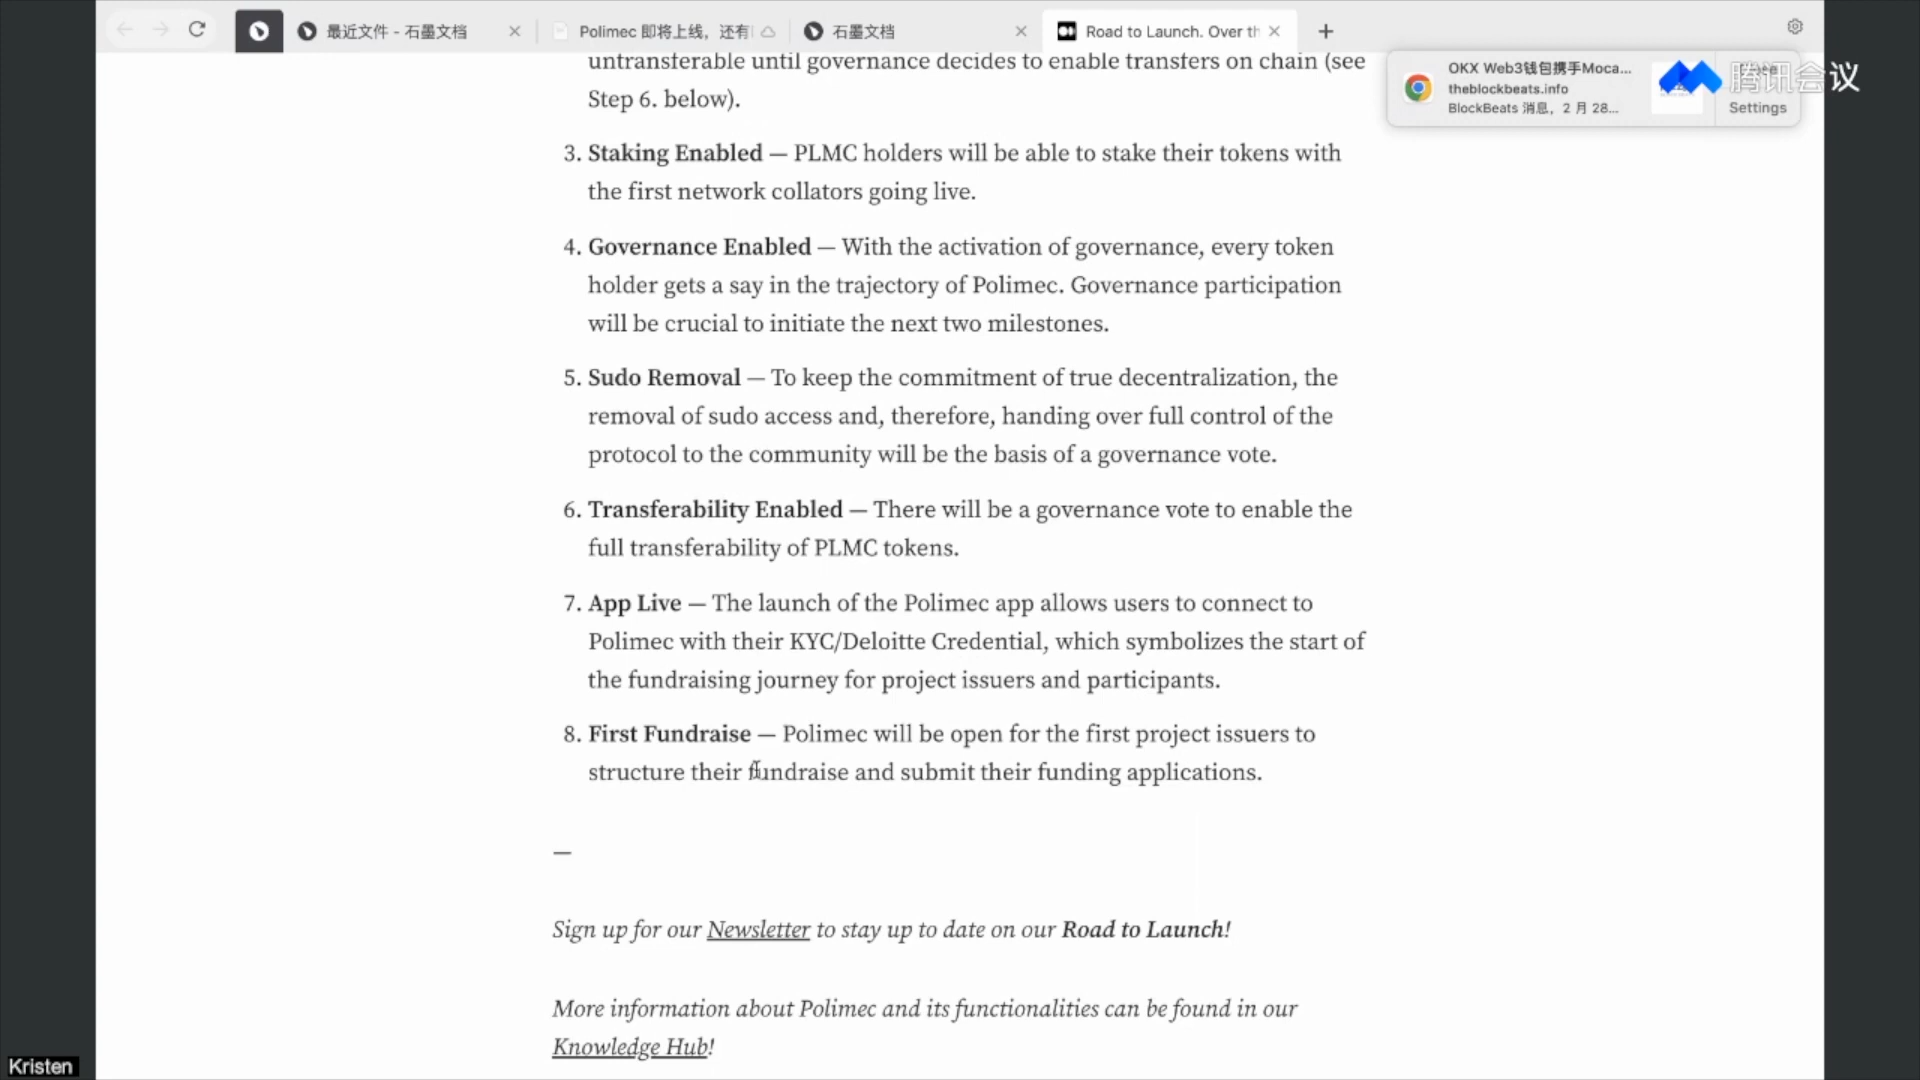 最近文件 - 石墨文档
Polimec 即将上线，还有
石墨文档
Road to Launch. Over th
OKX Web3钱包携手Moca...
theblockbeats.info
BlockBeats 消息，2 月 28...
Settings
腾讯会议
untransferable until governance decides to enable transfers on chain (see
Step 6. below).
3. Staking Enabled — PLMC holders will be able to stake their tokens with
the first network collators going live.
4. Governance Enabled — With the activation of governance, every token
holder gets a say in the trajectory of Polimec. Governance participation
will be crucial to initiate the next two milestones.
5. Sudo Removal — To keep the commitment of true decentralization, the
removal of sudo access and, therefore, handing over full control of the
protocol to the community will be the basis of a governance vote.
6. Transferability Enabled — There will be a governance vote to enable the
full transferability of PLMC tokens.
7. App Live — The launch of the Polimec app allows users to connect to
Polimec with their KYC/Deloitte Credential, which symbolizes the start of
the fundraising journey for project issuers and participants.
8. First Fundraise — Polimec will be open for the first project issuers to
structure their fundraise and submit their funding applications.
—
Sign up for our Newsletter to stay up to date on our Road to Launch!
More information about Polimec and its functionalities can be found in our
Knowledge Hub!
Kristen